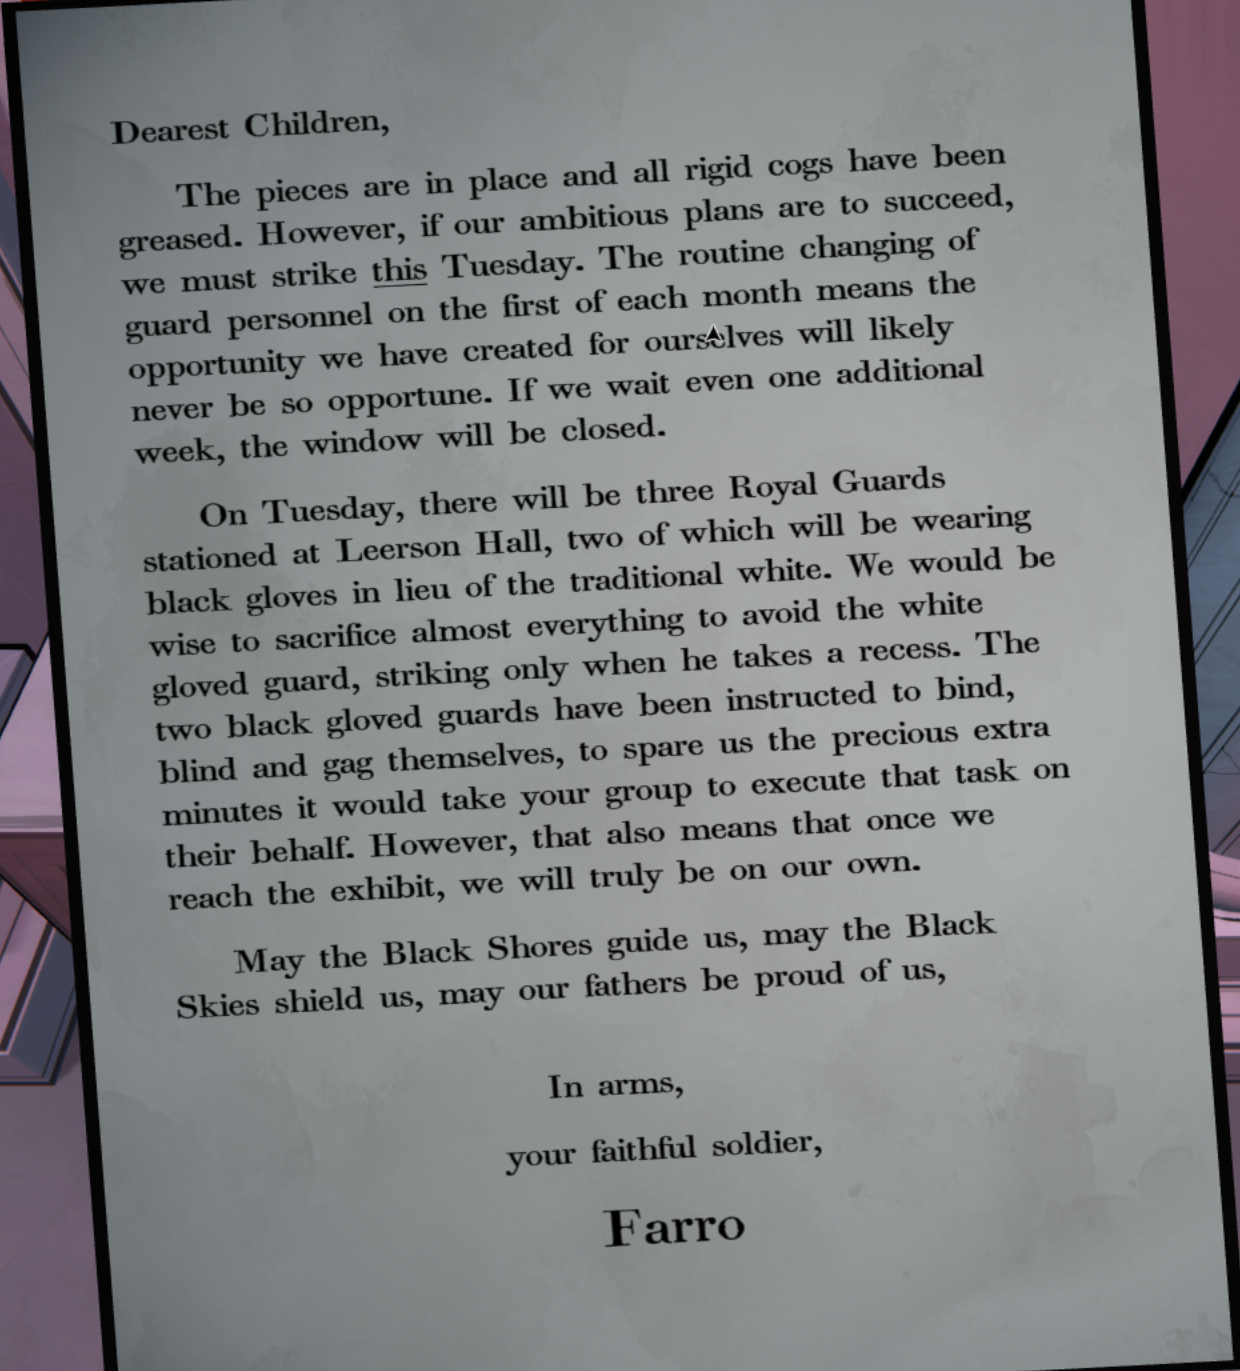 Dearest Children,
The pieces are in place and all rigid cogs have been
greased. However, if our ambitious plans are to succeed,
we must strike this Tuesday. The routine changing of
guard personnel on the first of each month means the
opportunity we have created for ourselves will likely
never be so opportune. If we wait even one additional
week, the window will be closed.
On Tuesday, there will be three Royal Guards
stationed at Leerson Hall, two of which will be wearing
black gloves in lieu of the traditional white. We would be
wise to sacrifice almost everything to avoid the white
gloved guard, striking only when he takes a recess. The
two black gloved guards have been instructed to bind,
blind and gag themselves, to spare us the precious extra
minutes it would take your group to execute that task on
their behalf. However, that also means that once we
reach the exhibit, we will truly be on our own.
May the Black Shores guide us, may the Black
Skies shield us, may our fathers be proud of us,
In arms,
your faithful soldier,
Farro